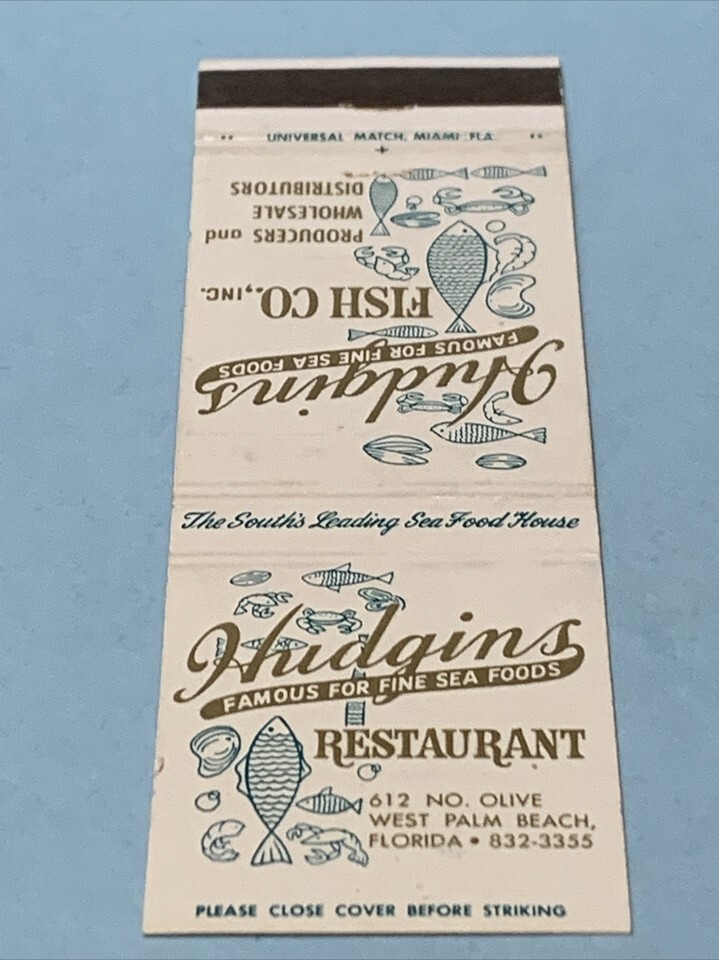 UNIVERSAL MATCH, MIAMI FLA.
Hudgins
FAMOUS FOR FINE SEA FOODS
FISH CO., INC.
PRODUCERS and
WHOLESALE
DISTRIBUTORS
The South's Leading Sea Food House
Hudgins
FAMOUS FOR FINE SEA FOODS
RESTAURANT
612 NO. OLIVE
WEST PALM BEACH,
FLORIDA • 832-3355
PLEASE CLOSE COVER BEFORE STRIKING